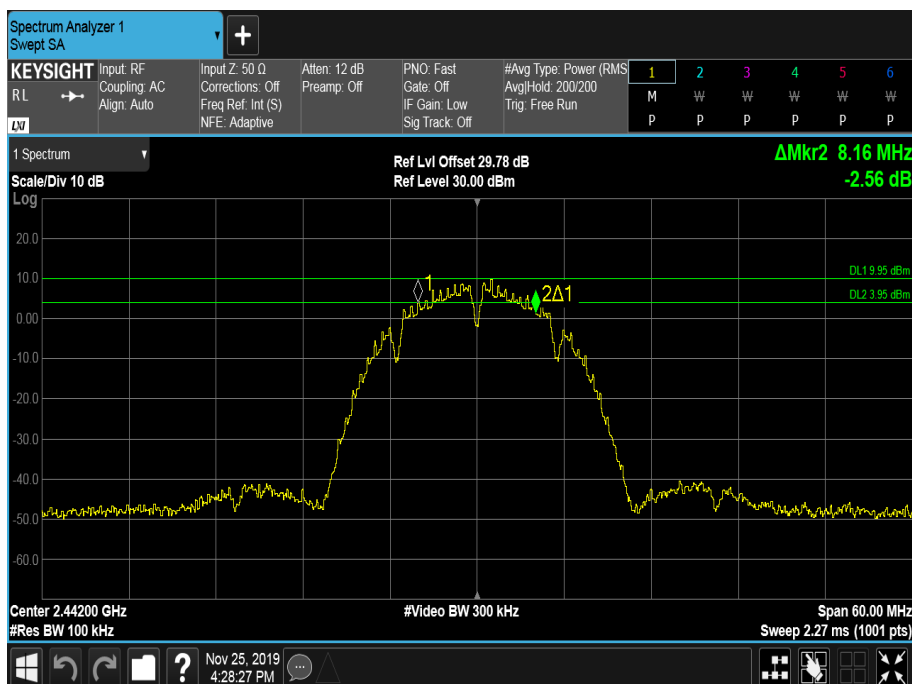 Spectrum Analyzer 1
Swept SA
+
KEYSIGHT Input: RF Input Z: 50 Ω Atten: 12 dB PNO: Fast #Avg Type: Power (RMS 1 2 3 4 5 6
RL Coupling: AC Corrections: Off Preamp: Off Gate: Off Avg|Hold: 200/200 M W W W W W
Align: Auto Freq Ref: Int (S) IF Gain: Low Trig: Free Run
LXI NFE: Adaptive Sig Track: Off P P P P P P
1 Spectrum Ref Lvl Offset 29.78 dB ΔMkr2 8.16 MHz
Scale/Div 10 dB Ref Level 30.00 dBm -2.56 dB
Log
20.0
10.0
DL1 9.95 dBm
1
2Δ1
DL2 3.95 dBm
0.00
-10.0
-20.0
-30.0
-40.0
-50.0
-60.0
Center 2.44200 GHz #Video BW 300 kHz Span 60.00 MHz
#Res BW 100 kHz Sweep 2.27 ms (1001 pts)
? Nov 25, 2019
4:28:27 PM